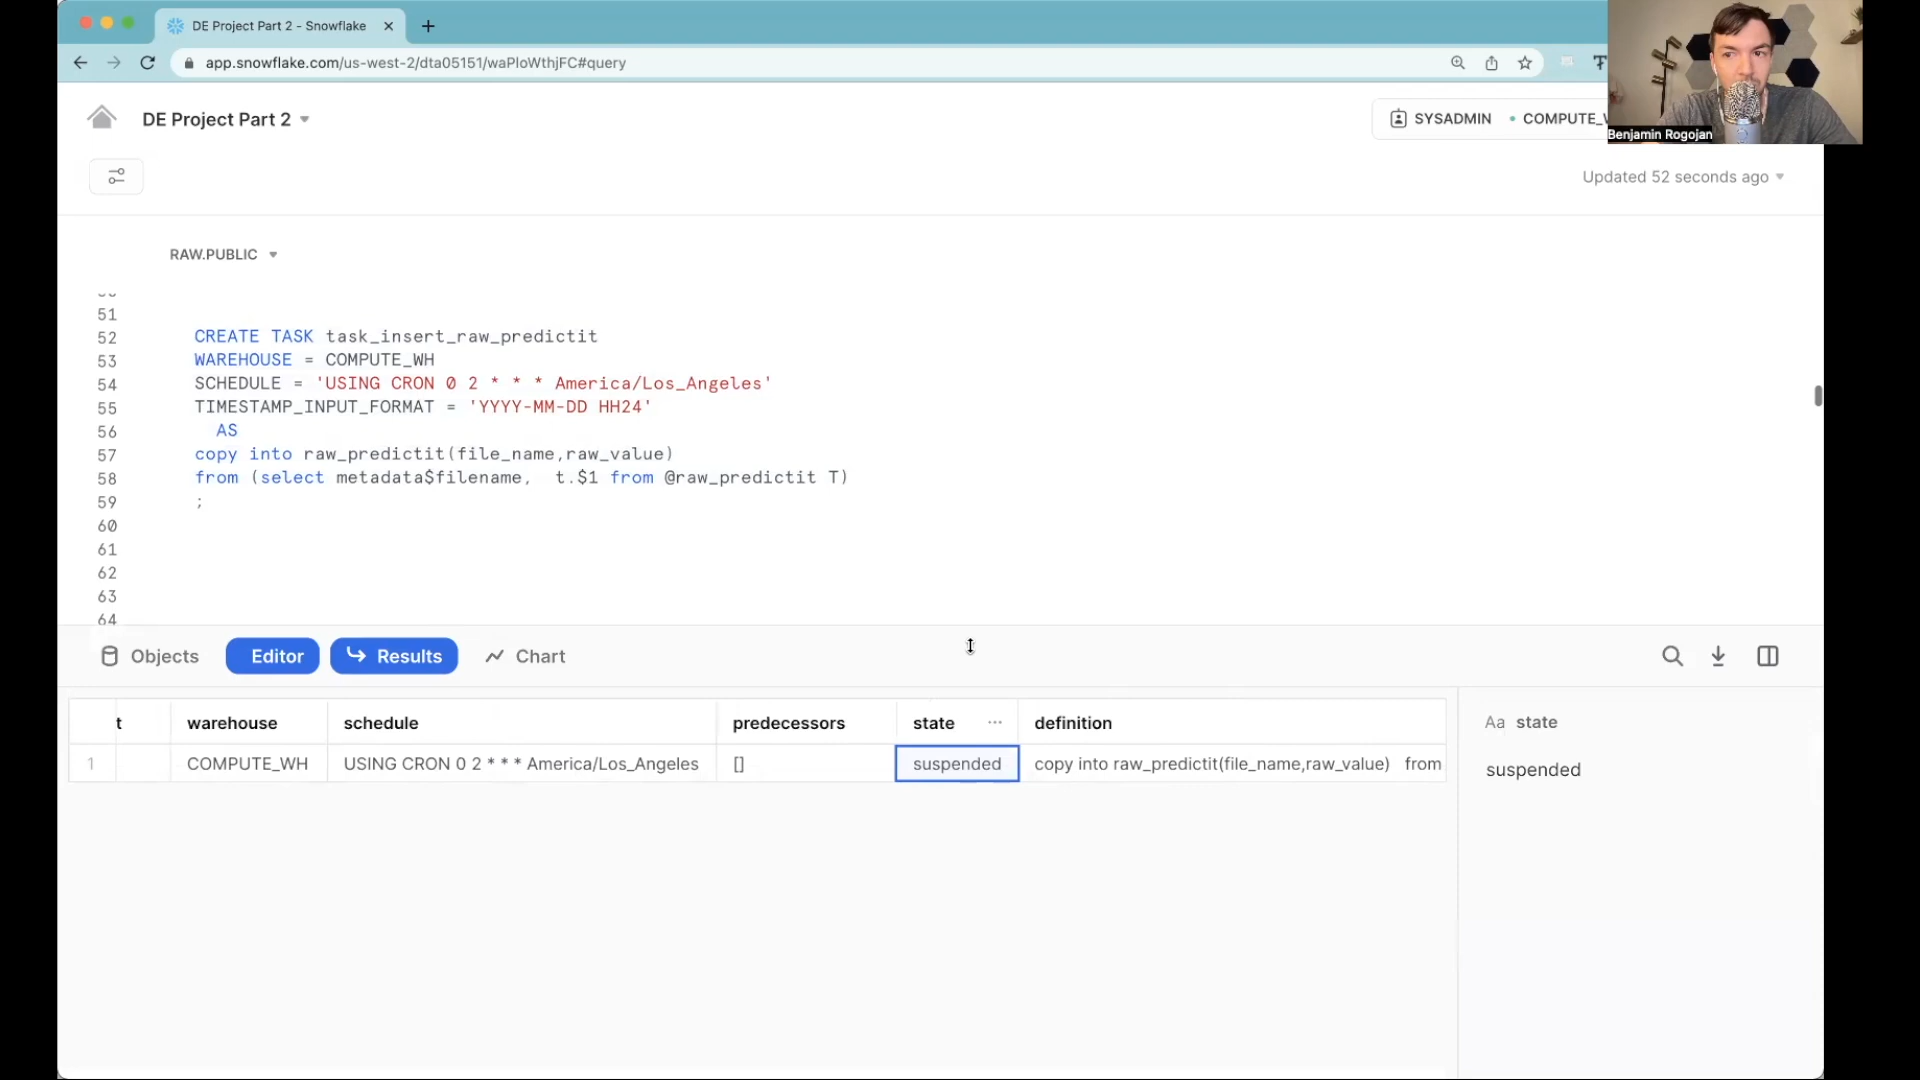 DE Project Part 2 - Snowflake
app.snowflake.com/us-west-2/dta05151/waPIoWthjFC#query
DE Project Part 2
SYSADMIN
COMPUTE_
Benjamin Rogojan
Updated 52 seconds ago
RAW.PUBLIC
51
52 CREATE TASK task_insert_raw_predictit
53 WAREHOUSE = COMPUTE_WH
54 SCHEDULE = 'USING CRON 0 2 * * * America/Los_Angeles'
55 TIMESTAMP_INPUT_FORMAT = 'YYYY-MM-DD HH24'
56 AS
57 copy into raw_predictit(file_name,raw_value)
58 from (select metadata$filename, t.$1 from @raw_predictit T)
59 ;
60
61
62
63
64
Objects Editor Results Chart
t warehouse schedule predecessors state ... definition
1 COMPUTE_WH USING CRON 0 2 * * * America/Los_Angeles [] suspended copy into raw_predictit(file_name,raw_value) from
Aa state
suspended